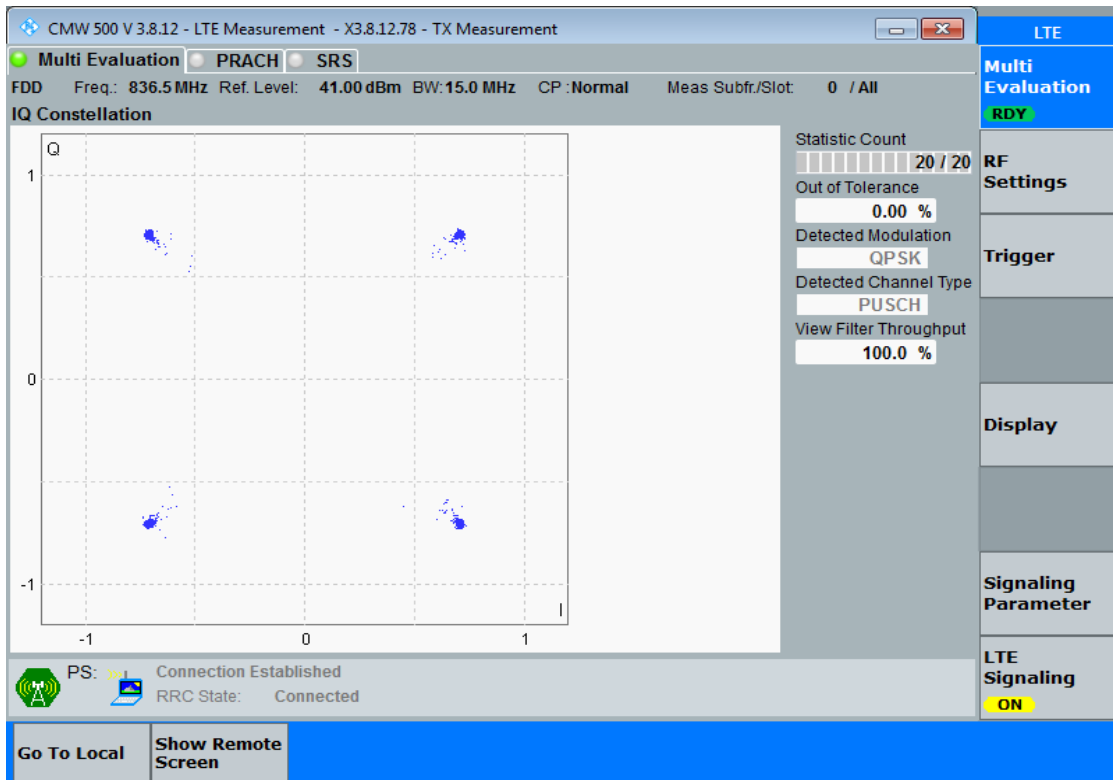 CMW 500 V 3.8.12 - LTE Measurement - X3.8.12.78 - TX Measurement
LTE
Multi Evaluation PRACH SRS
FDD Freq.: 836.5 MHz Ref. Level: 41.00 dBm BW: 15.0 MHz CP : Normal Meas Subfr./Slot: 0 / All
IQ Constellation
Q
1
0
-1
-1 0 1
I
Statistic Count
20 / 20
Out of Tolerance
0.00 %
Detected Modulation
QPSK
Detected Channel Type
PUSCH
View Filter Throughput
100.0 %
Multi
Evaluation
RDY
RF
Settings
Trigger
Display
Signaling
Parameter
LTE
Signaling
ON
PS: Connection Established
RRC State: Connected
Go To Local
Show Remote
Screen